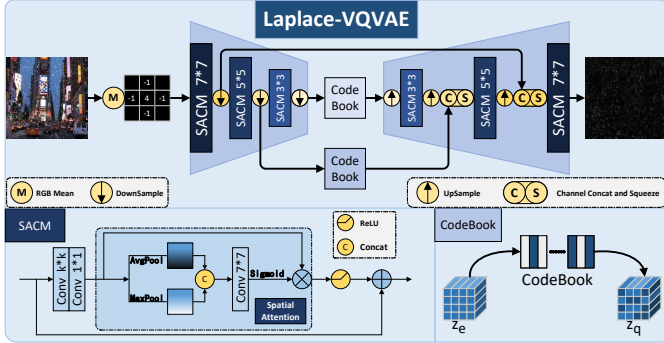 Laplace-VQVAE
M
-1
-1 4 -1
-1
SACM 7*7
SACM 5*5
SACM 3*3
Code
Book
Code
Book
SACM 3*3
C S
SACM 5*5
C S
SACM 7*7
M RGB Mean
DownSample
UpSample
C S Channel Concat and Squeeze
SACM
Conv k*k
Conv 1*1
AvgPool
MaxPool
C
Conv 7*7
Sigmoid
Spatial
Attention
ReLU
C Concat
CodeBook
CodeBook
z_e
z_q